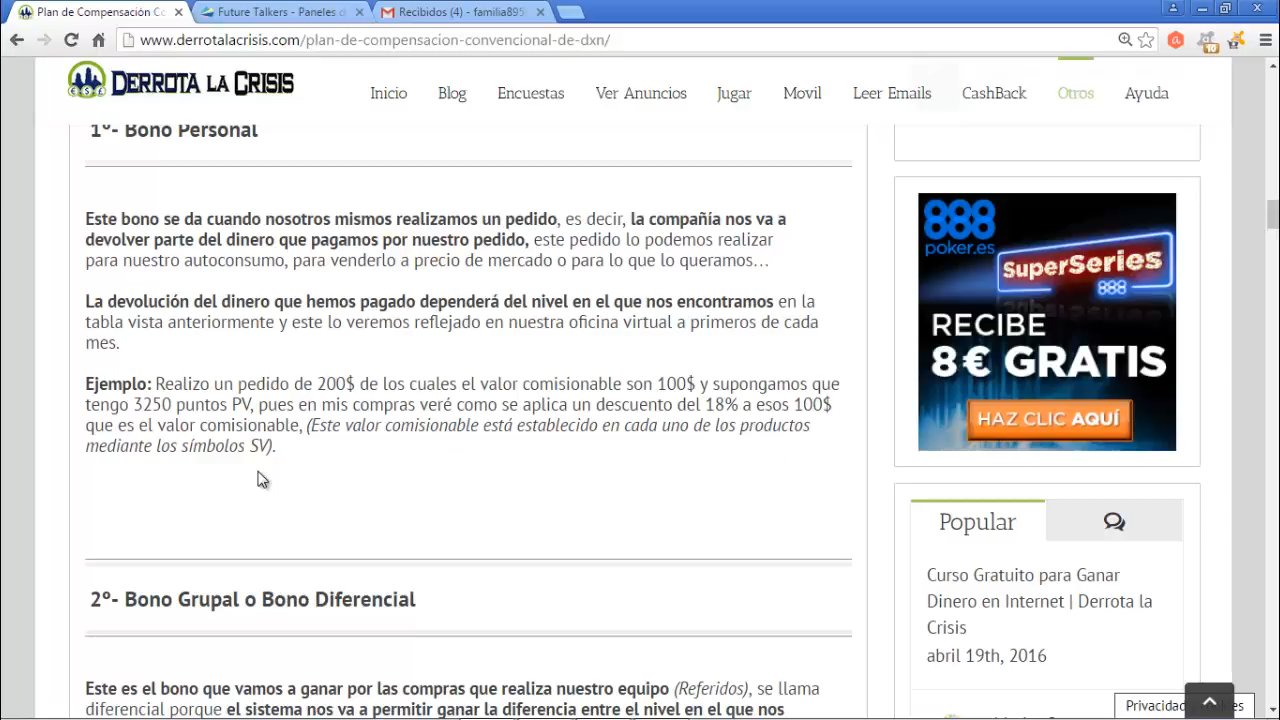 Plan de Compensación Co
Future Talkers - Paneles d
Recibidos (4) - familia895
www.derrotalacrisis.com/plan-de-compensacion-convencional-de-dxn/
10
DERROTA LA CRISIS
Inicio
Blog
Encuestas
Ver Anuncios
Jugar
Movil
Leer Emails
CashBack
Otros
Ayuda
1º- Bono Personal
Este bono se da cuando nosotros mismos realizamos un pedido, es decir, la compañía nos va a
devolver parte del dinero que pagamos por nuestro pedido, este pedido lo podemos realizar
para nuestro autoconsumo, para venderlo a precio de mercado o para lo que lo queramos…
La devolución del dinero que hemos pagado dependerá del nivel en el que nos encontramos en la
tabla vista anteriormente y este lo veremos reflejado en nuestra oficina virtual a primeros de cada
mes.
Ejemplo: Realizo un pedido de 200$ de los cuales el valor comisionable son 100$ y supongamos que
tengo 3250 puntos PV, pues en mis compras veré como se aplica un descuento del 18% a esos 100$
que es el valor comisionable, (Este valor comisionable está establecido en cada uno de los productos
mediante los símbolos SV).
2º- Bono Grupal o Bono Diferencial
Este es el bono que vamos a ganar por las compras que realiza nuestro equipo (Referidos), se llama
diferencial porque el sistema nos va a permitir ganar la diferencia entre el nivel en el que nos
888
poker.es
SuperSeries
888
RECIBE
8€ GRATIS
HAZ CLIC AQUÍ
Popular
Curso Gratuito para Ganar
Dinero en Internet | Derrota la
Crisis
abril 19th, 2016